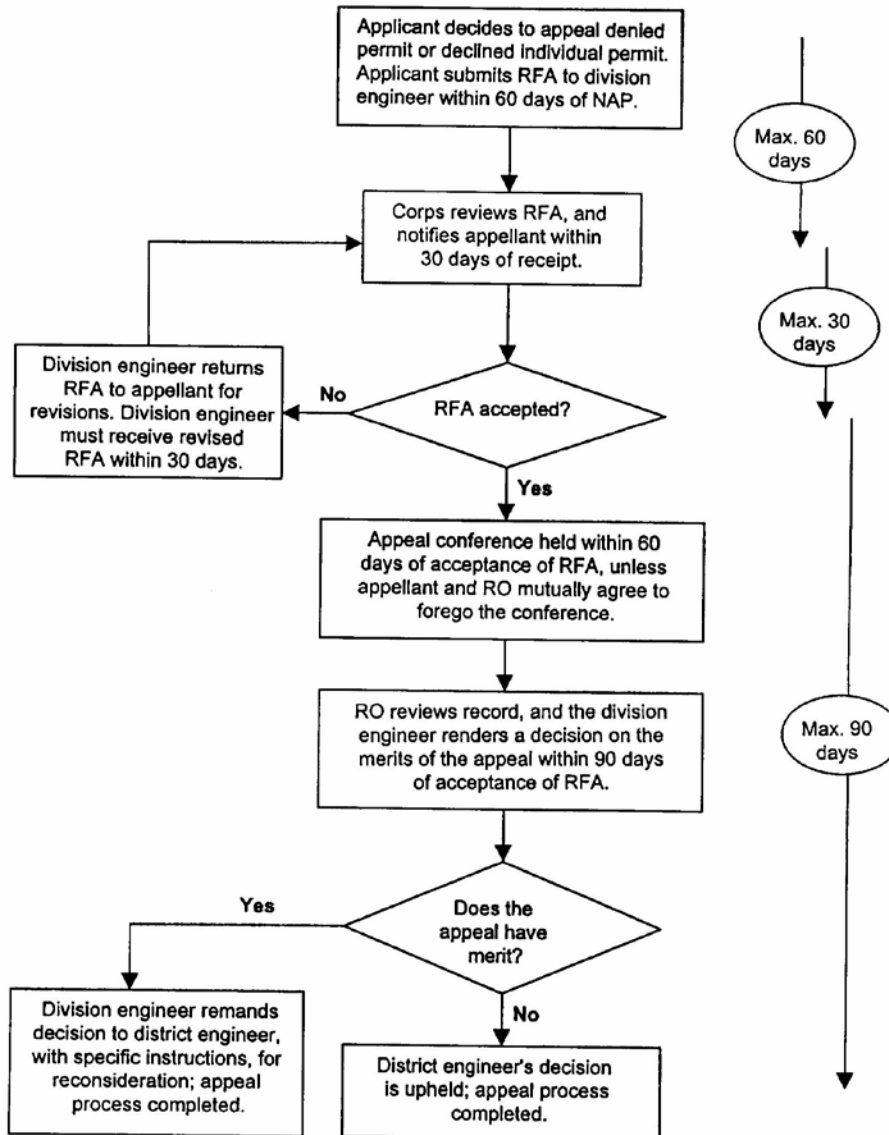 Applicant decides to appeal denied
permit or declined individual permit.
Applicant submits RFA to division
engineer within 60 days of NAP.
Max. 60
days
Corps reviews RFA, and
notifies appellant within
30 days of receipt.
Max. 30
days
Division engineer returns
RFA to appellant for
revisions. Division engineer
must receive revised
RFA within 30 days.
No
RFA accepted?
Yes
Appeal conference held within 60
days of acceptance of RFA, unless
appellant and RO mutually agree to
forego the conference.
RO reviews record, and the division
engineer renders a decision on the
merits of the appeal within 90 days
of acceptance of RFA.
Max. 90
days
Yes
Does the
appeal have
merit?
No
Division engineer remands
decision to district engineer,
with specific instructions, for
reconsideration; appeal
process completed.
District engineer's decision
is upheld; appeal process
completed.